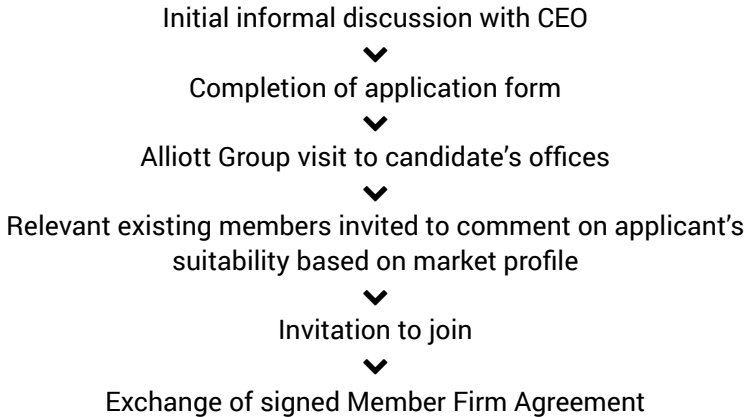 Initial informal discussion with CEO
Completion of application form
Alliott Group visit to candidate's offices
Relevant existing members invited to comment on applicant's
suitability based on market profile
Invitation to join
Exchange of signed Member Firm Agreement